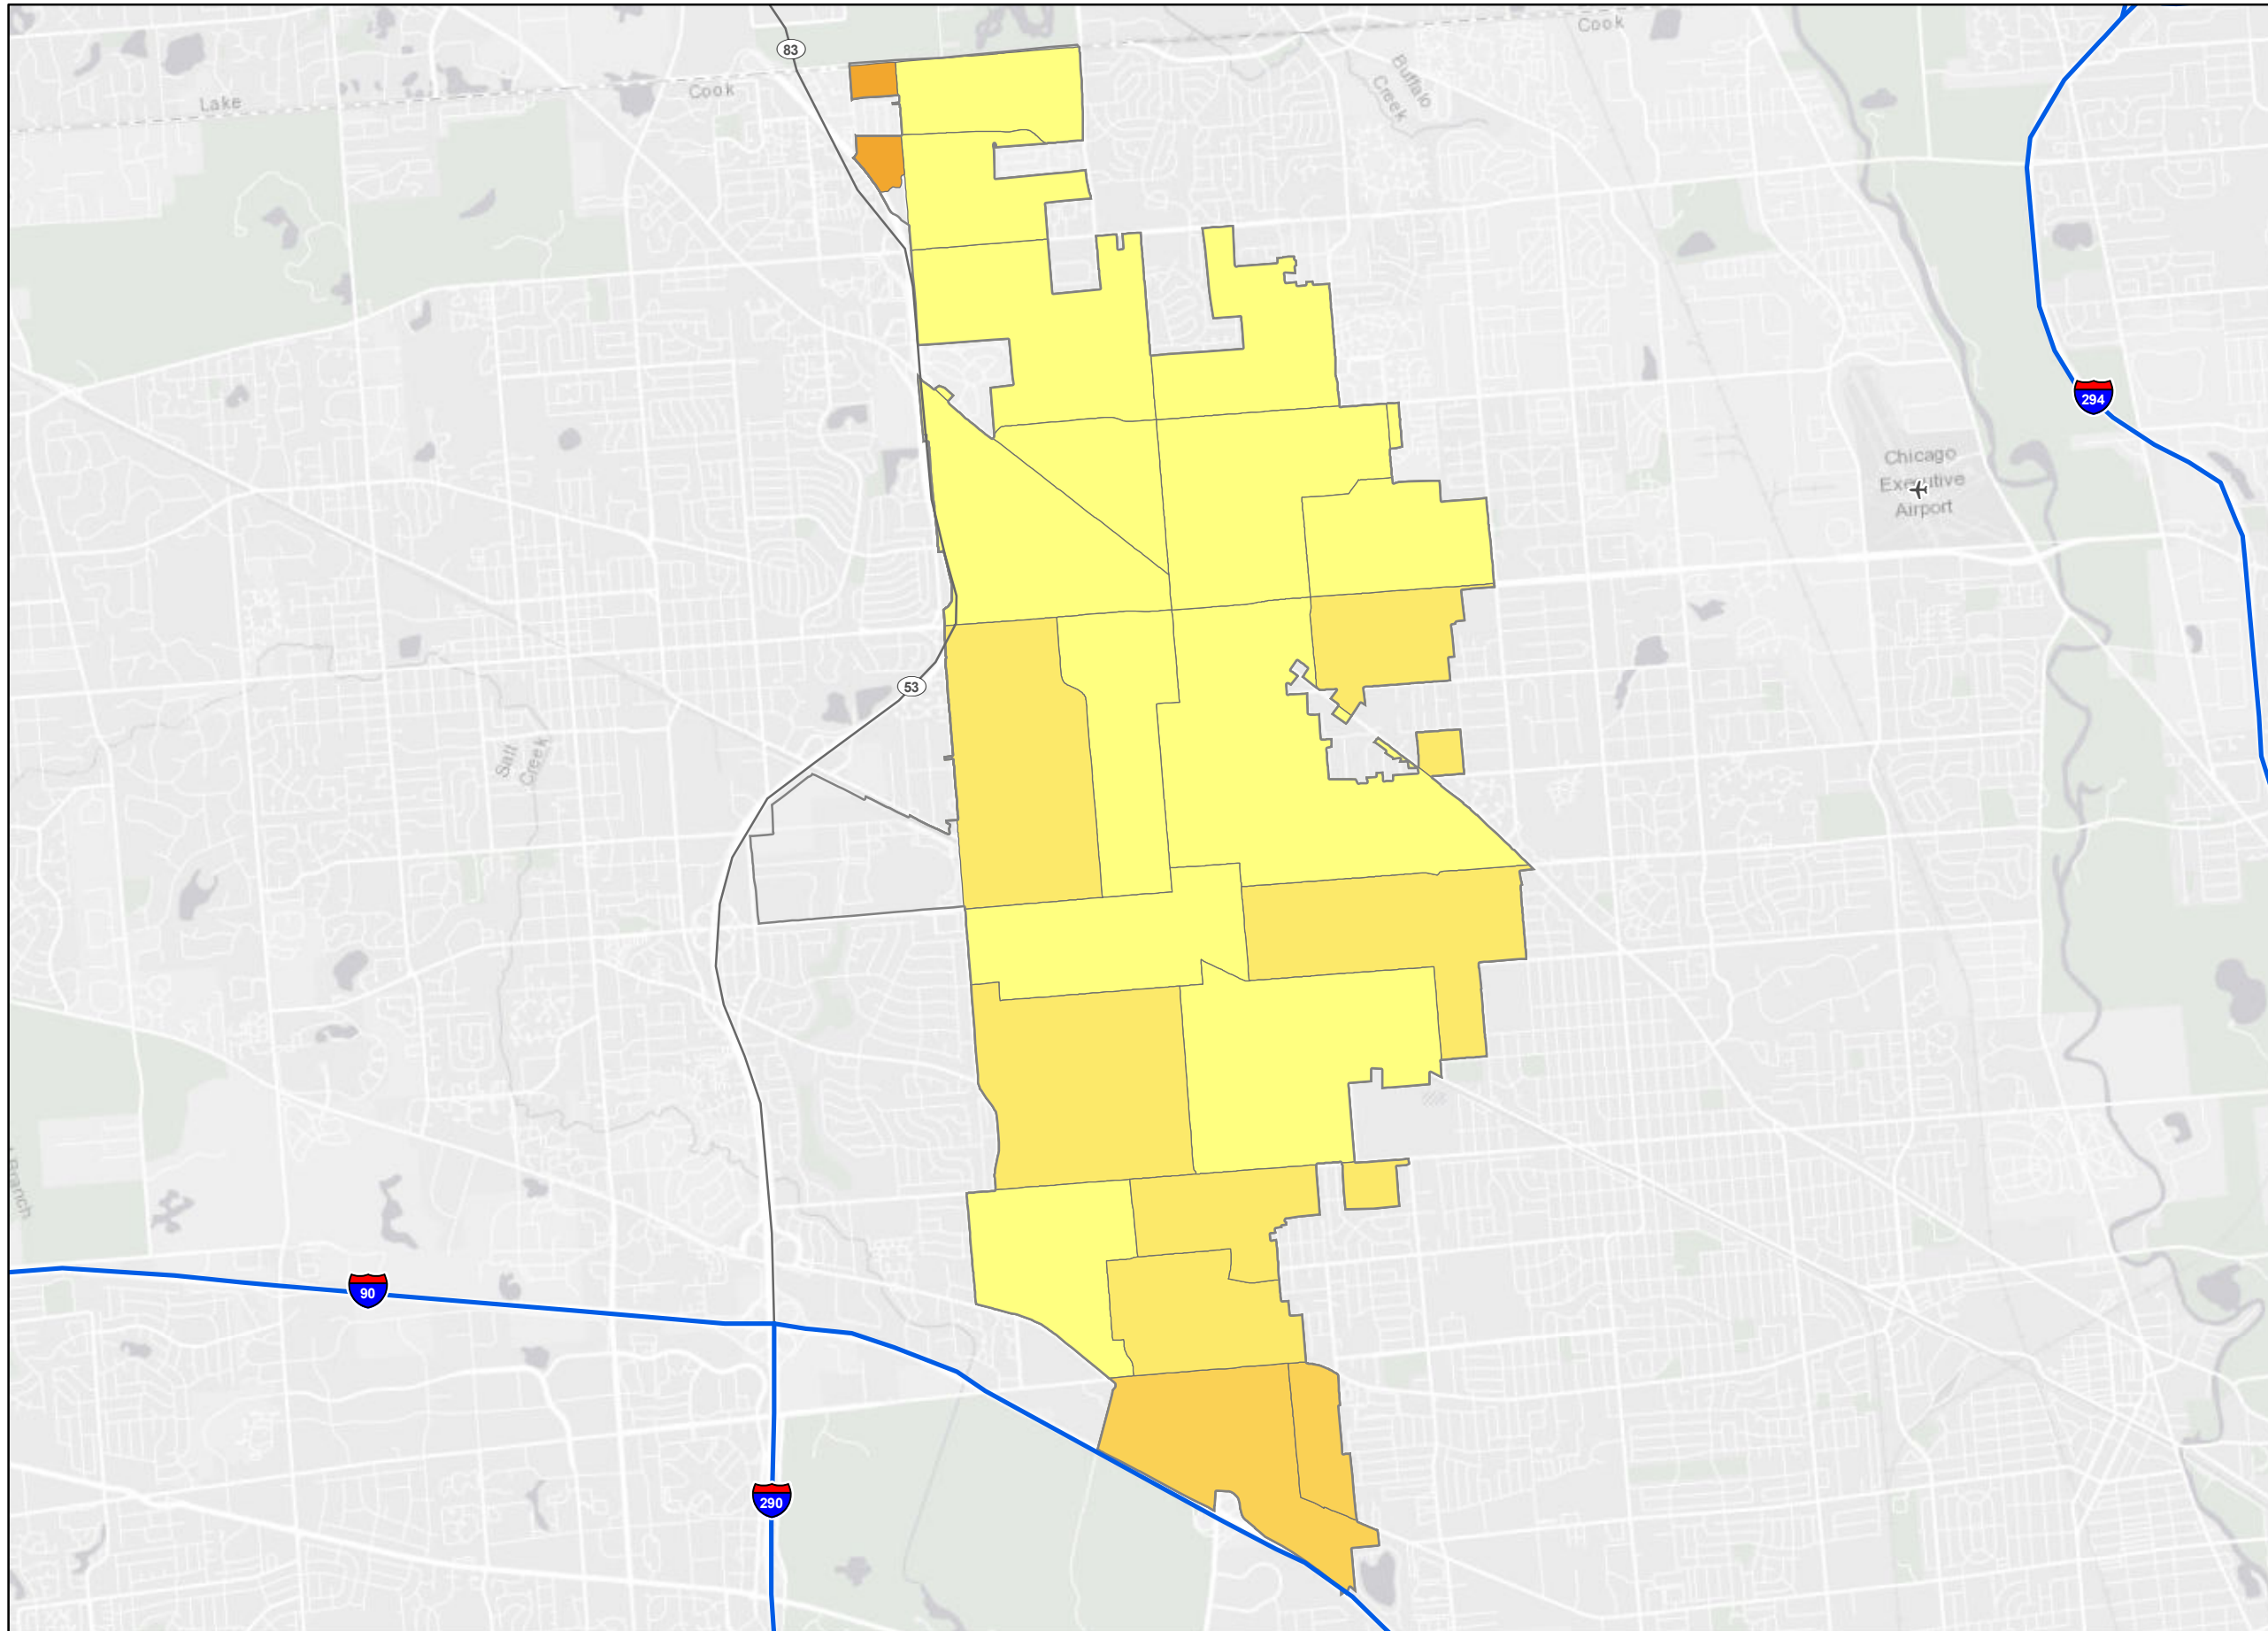 83
Cook
Lake
Cook
Buffalo
Creek
294
Chicago
Executive
Airport
53
Salt
Creek
Branch
90
290